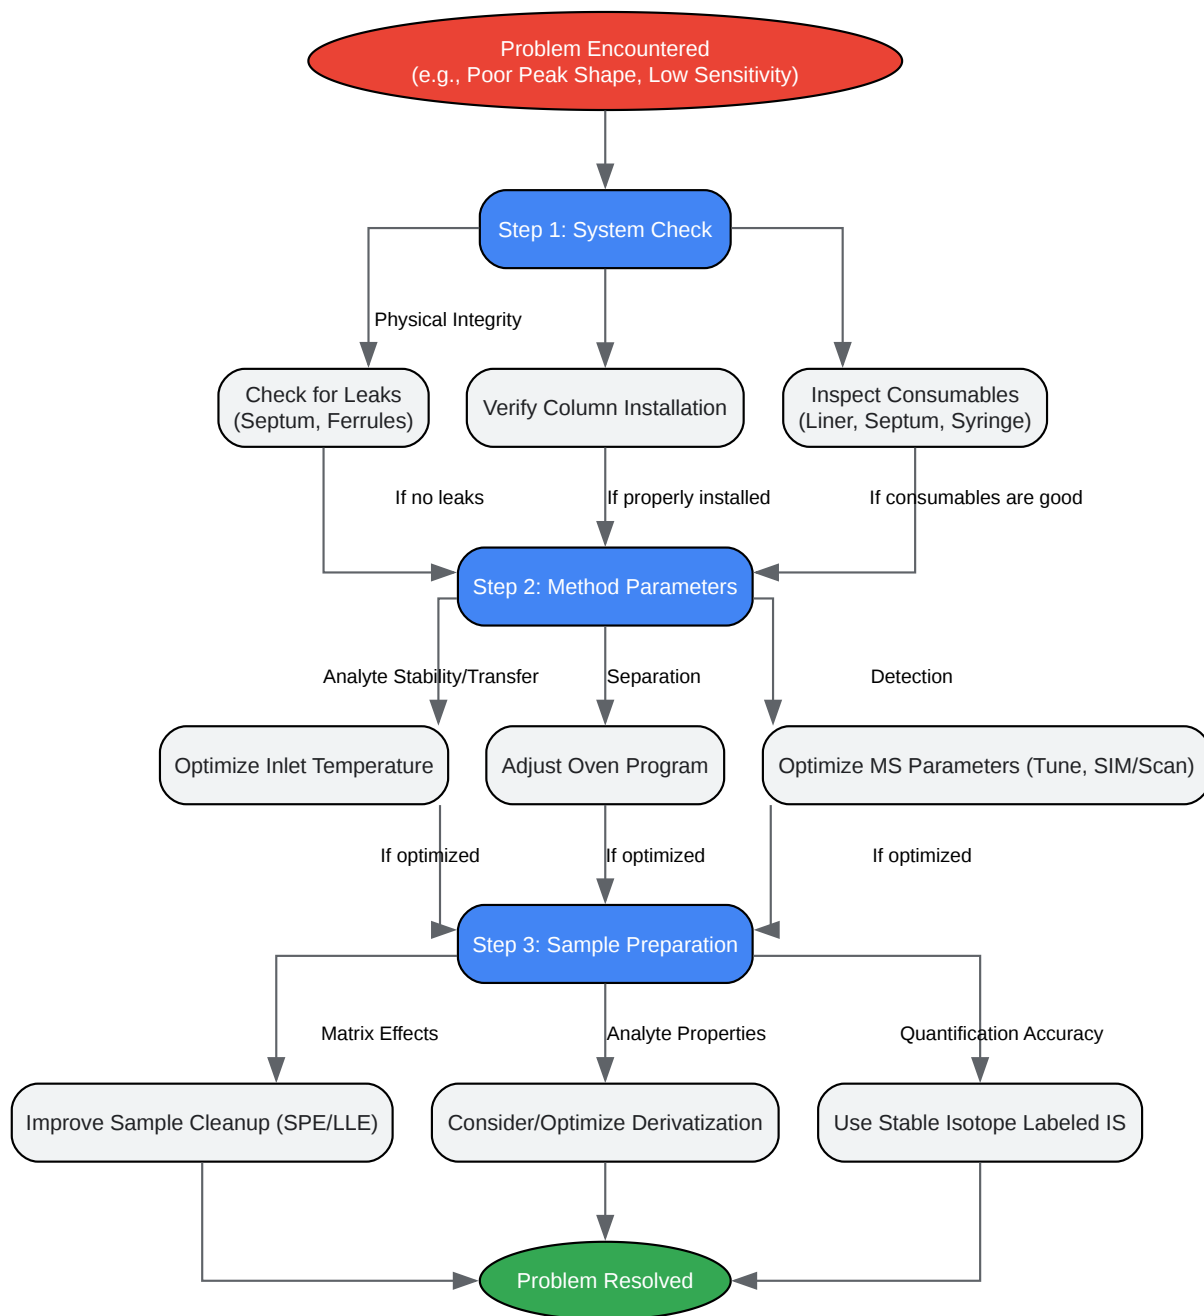 Problem Encountered
(e.g., Poor Peak Shape, Low Sensitivity)
Step 1: System Check
Physical Integrity
Check for Leaks
(Septum, Ferrules)
Verify Column Installation
Inspect Consumables
(Liner, Septum, Syringe)
If no leaks
If properly installed
If consumables are good
Step 2: Method Parameters
Analyte Stability/Transfer
Separation
Detection
Optimize Inlet Temperature
Adjust Oven Program
Optimize MS Parameters (Tune, SIM/Scan)
If optimized
If optimized
If optimized
Step 3: Sample Preparation
Matrix Effects
Analyte Properties
Quantification Accuracy
Improve Sample Cleanup (SPE/LLE)
Consider/Optimize Derivatization
Use Stable Isotope Labeled IS
Problem Resolved